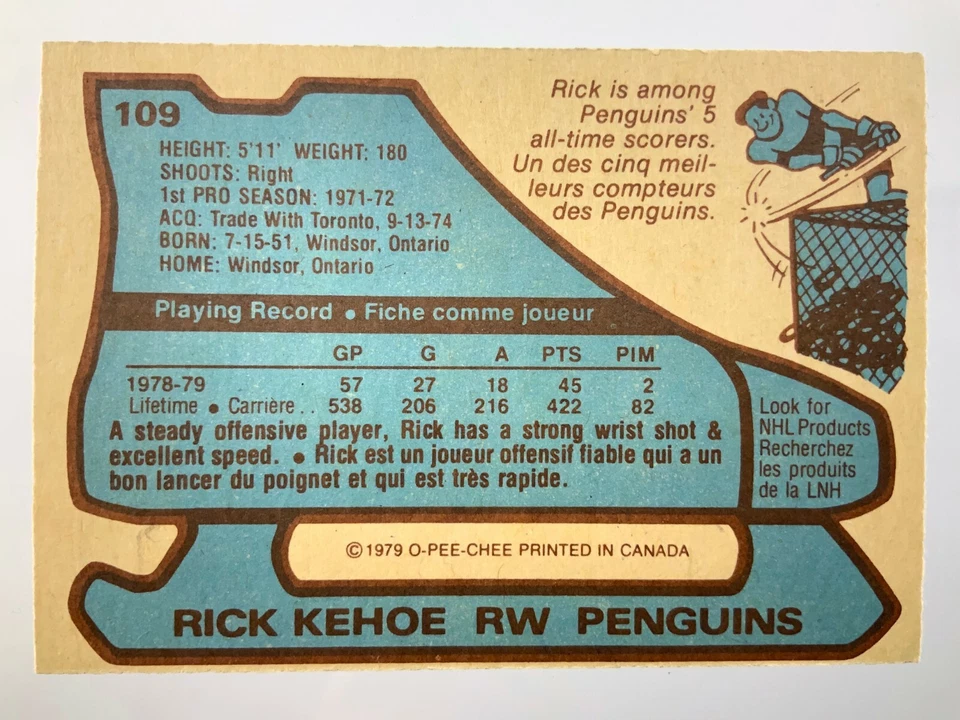 109
HEIGHT: 5'11' WEIGHT: 180
SHOOTS: Right
1st PRO SEASON: 1971-72
ACQ: Trade With Toronto, 9-13-74
BORN: 7-15-51, Windsor, Ontario
HOME: Windsor, Ontario
Rick is among
Penguins' 5
all-time scorers.
Un des cinq meil-
leurs compteurs
des Penguins.
Playing Record • Fiche comme joueur
GP G A PTS PIM
1978-79 57 27 18 45 2
Lifetime • Carrière . . 538 206 216 422 82
A steady offensive player, Rick has a strong wrist shot &
excellent speed. • Rick est un joueur offensif fiable qui a un
bon lancer du poignet et qui est très rapide.
Look for
NHL Products
Recherchez
les produits
de la LNH
© 1979 O-PEE-CHEE PRINTED IN CANADA
RICK KEHOE RW PENGUINS